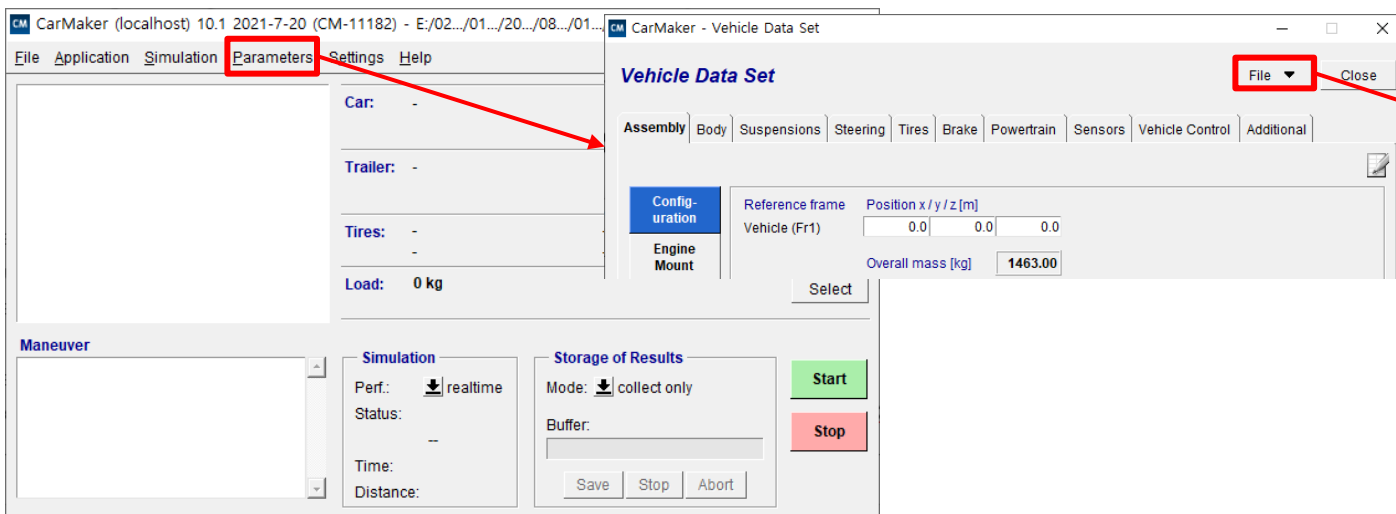 CM CarMaker (localhost) 10.1 2021-7-20 (CM-11182) - E:/02.../01.../20.../08.../01...
File Application Simulation Parameters Settings Help
Car: -
Trailer: -
Tires: - -
- -
Load: 0 kg
Select
Maneuver
Simulation
Perf.: realtime
Status:
--
Time:
Distance:
Storage of Results
Mode: collect only
Buffer:
Save Stop Abort
Start
Stop
CM CarMaker - Vehicle Data Set
Vehicle Data Set
File Close
Assembly Body Suspensions Steering Tires Brake Powertrain Sensors Vehicle Control Additional
Config-
uration
Engine
Mount
Reference frame Position x / y / z [m]
Vehicle (Fr1) 0.0 0.0 0.0
Overall mass [kg] 1463.00